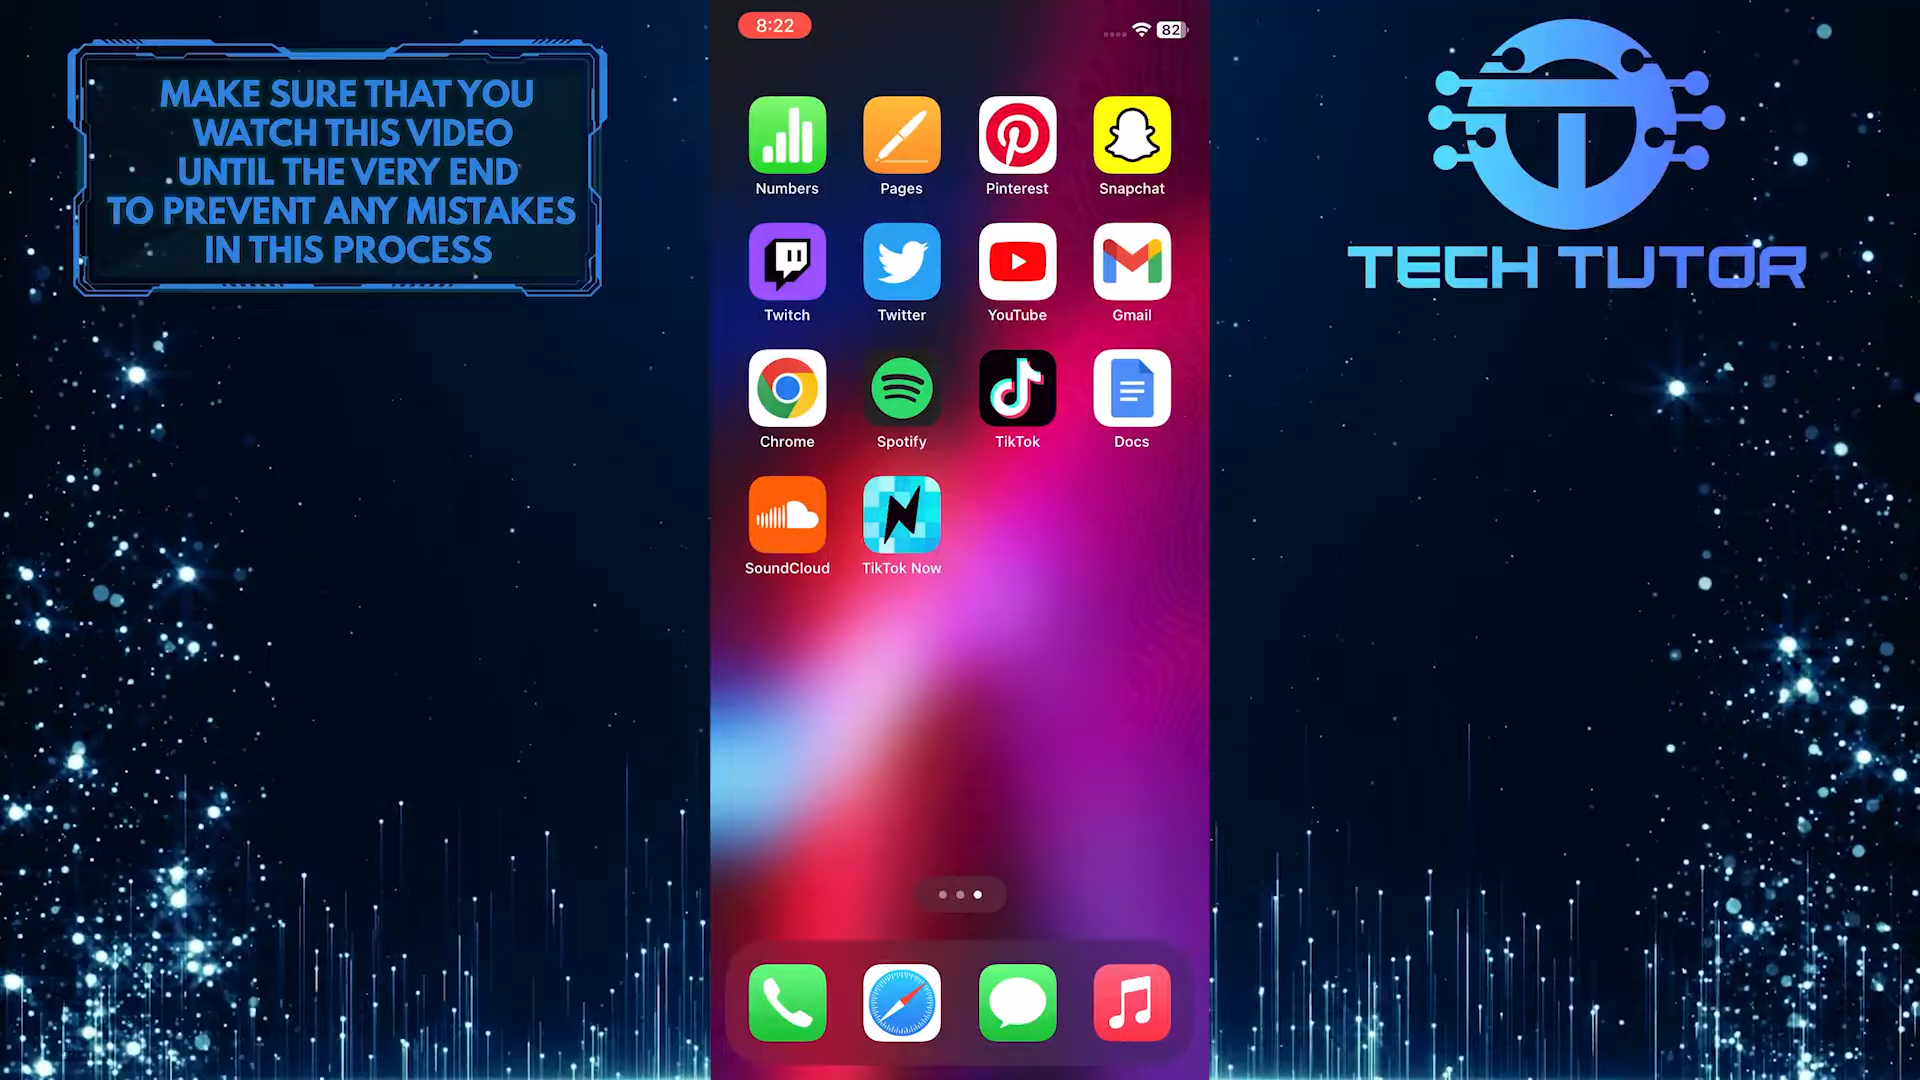 MAKE SURE THAT YOU
WATCH THIS VIDEO
UNTIL THE VERY END
TO PREVENT ANY MISTAKES
IN THIS PROCESS
8:22
82
Numbers
Pages
Pinterest
Snapchat
Twitch
Twitter
YouTube
Gmail
Chrome
Spotify
TikTok
Docs
SoundCloud
TikTok Now
TECH TUTOR